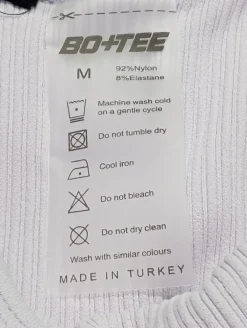 BO+TEE
M
92%Nylon
8%Elastane
Machine wash cold
on a gentle cycle
Do not tumble dry
Cool iron
Do not bleach
Do not dry clean
Wash with similar colours
MADE IN TURKEY